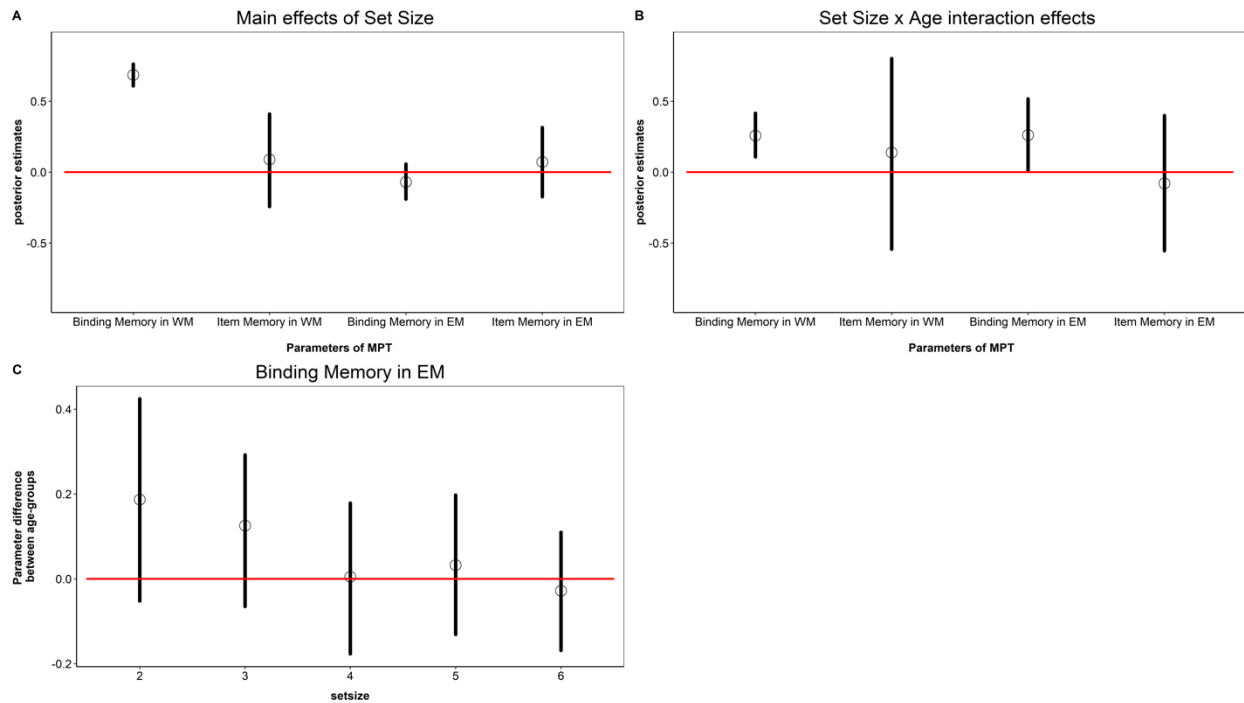 A
Main effects of Set Size
posterior estimates
0.5
0.0
-0.5
Binding Memory in WM
Item Memory in WM
Binding Memory in EM
Item Memory in EM
Parameters of MPT
B
Set Size x Age interaction effects
posterior estimates
0.5
0.0
-0.5
Binding Memory in WM
Item Memory in WM
Binding Memory in EM
Item Memory in EM
Parameters of MPT
C
Binding Memory in EM
Parameter difference
between age-groups
0.4
0.2
0.0
-0.2
2
3
4
5
6
setsize